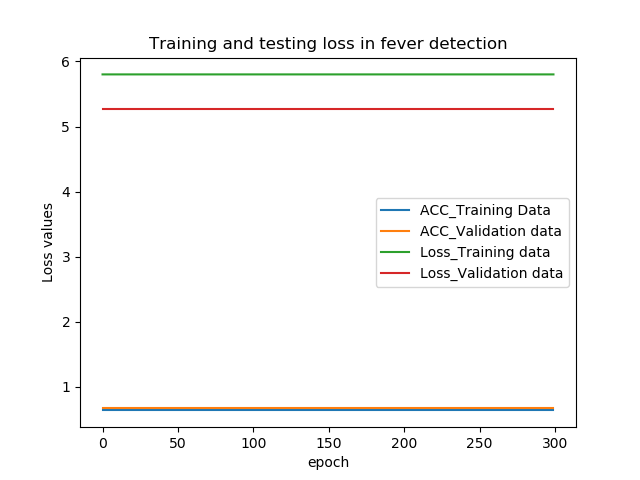 Training and testing loss in fever detection
6
5
4
3
2
1
Loss values
ACC_Training Data
ACC_Validation data
Loss_Training data
Loss_Validation data
0 50 100 150 200 250 300
epoch